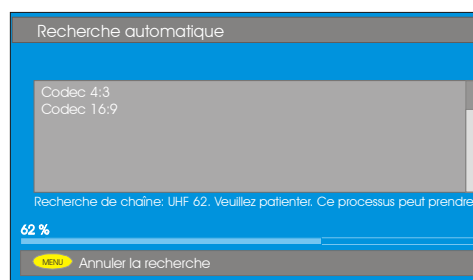 Recherche automatique
Codec 4:3
Codec 16:9
Recherche de chaîne: UHF 62. Veuillez patienter. Ce processus peut prendre
62 %
MENU Annuler la recherche